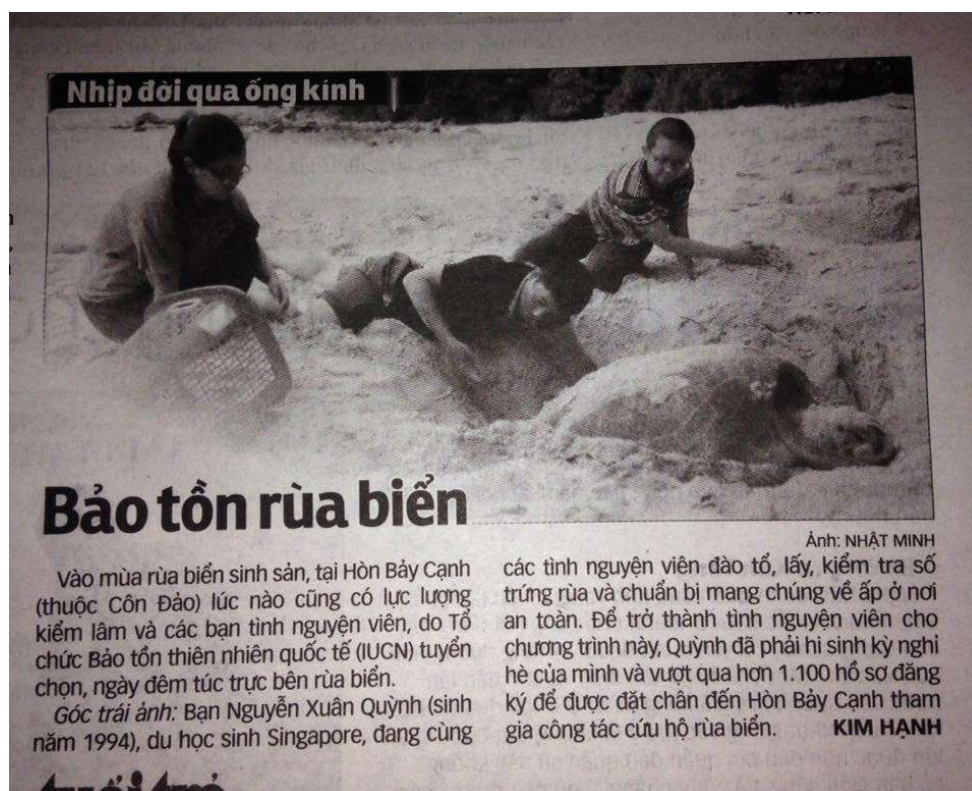 Nhịp đời qua ống kính
Bảo tồn rùa biển
Ảnh: NHẬT MINH
Vào mùa rùa biển sinh sản, tại Hòn Bảy Cạnh
(thuộc Côn Đảo) lúc nào cũng có lực lượng
kiểm lâm và các bạn tình nguyện viên, do Tổ
chức Bảo tồn thiên nhiên quốc tế (IUCN) tuyển
chọn, ngày đêm túc trực bên rùa biển.
Góc trái ảnh: Bạn Nguyễn Xuân Quỳnh (sinh
năm 1994), du học sinh Singapore, đang cùng
các tình nguyện viên đào tổ, lấy, kiểm tra số
trứng rùa và chuẩn bị mang chúng về ấp ở nơi
an toàn. Để trở thành tình nguyện viên cho
chương trình này, Quỳnh đã phải hi sinh kỳ nghỉ
hè của mình và vượt qua hơn 1.100 hồ sơ đăng
ký để được đặt chân đến Hòn Bảy Cạnh tham
gia công tác cứu hộ rùa biển. KIM HẠNH